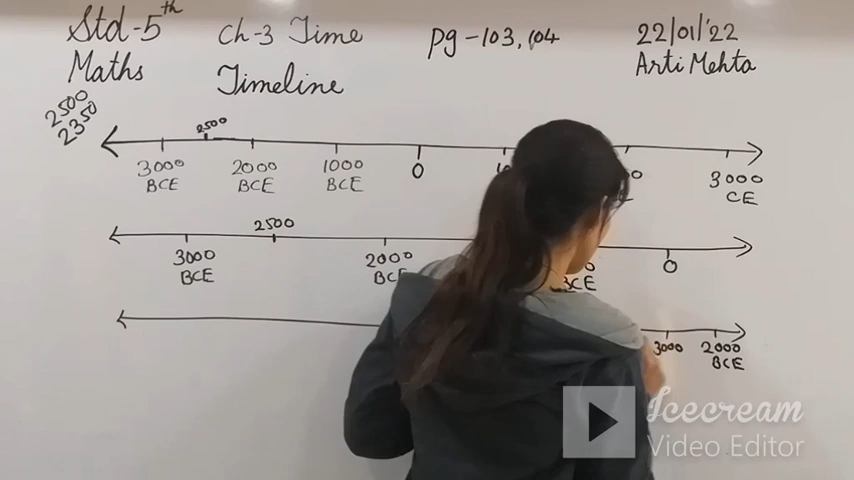 Std-5th Ch-3 Time pg-103,104 22/01/'22
Maths Timeline Arti Mehta
2500
2350
2500
3000 BCE 2000 BCE 1000 BCE 0 3000 CE
2500
3000 BCE 2000 BCE 0
3000 2000 BCE
Icecream
Video Editor